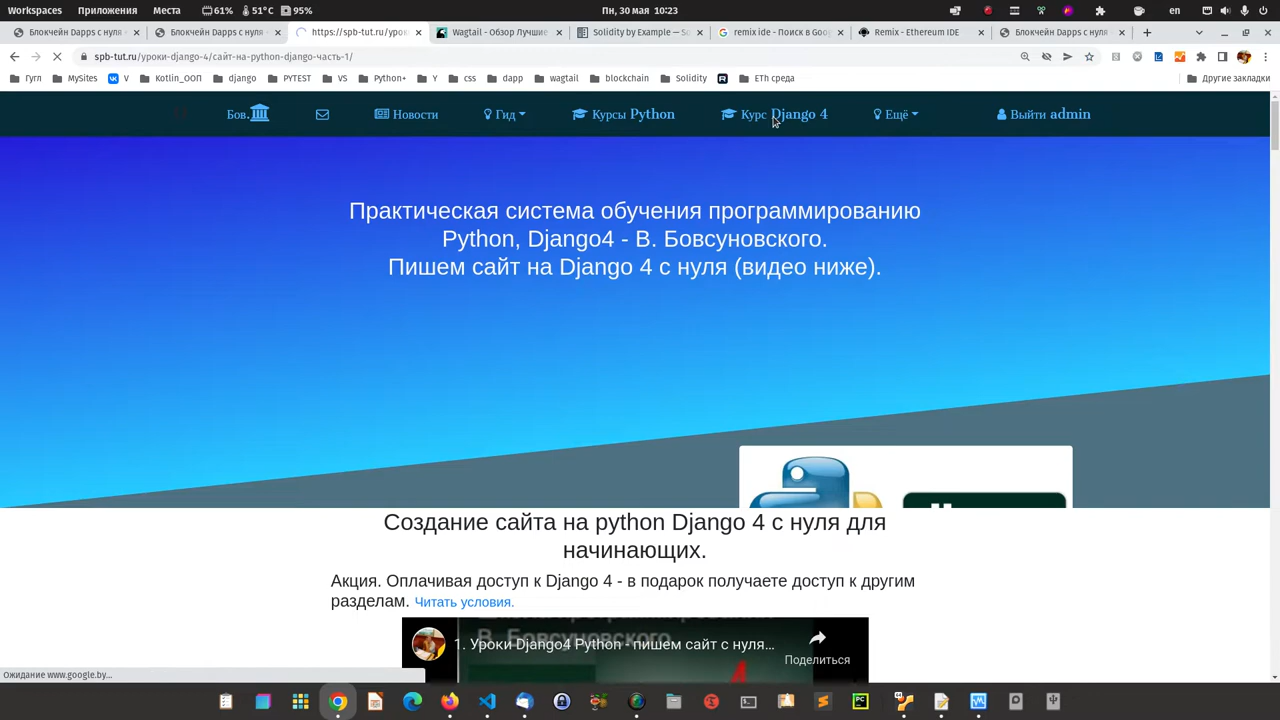 Workspaces Приложения Места 61% 51°C 95% Пн, 30 мая 10:23 en
Блокчейн Dapps с нуля Блокчейн Dapps с нуля https://spb-tut.ru/уро Wagtail - Обзор Лучшие Solidity by Example — So remix ide - Поиск в Goog Remix - Ethereum IDE Блокчейн Dapps с нуля
spb-tut.ru/уроки-django-4/сайт-на-python-django-часть-1/
Гугл MySites V Kotlin_ООП django PYTEST VS Python+ Y css dapp wagtail blockchain Solidity ETh среда Другие закладки
Бов. Новости Гид Курсы Python Курс Django 4 Ещё Выйти admin
Практическая система обучения программированию
Python, Django4 - В. Бовсуновского.
Пишем сайт на Django 4 с нуля (видео ниже).
Создание сайта на python Django 4 с нуля для
начинающих.
Акция. Оплачивая доступ к Django 4 - в подарок получаете доступ к другим
разделам. Читать условия.
1. Уроки Django4 Python - пишем сайт с нуля...
В. Бовсуновского
Поделиться
4
Ожидание www.google.by...